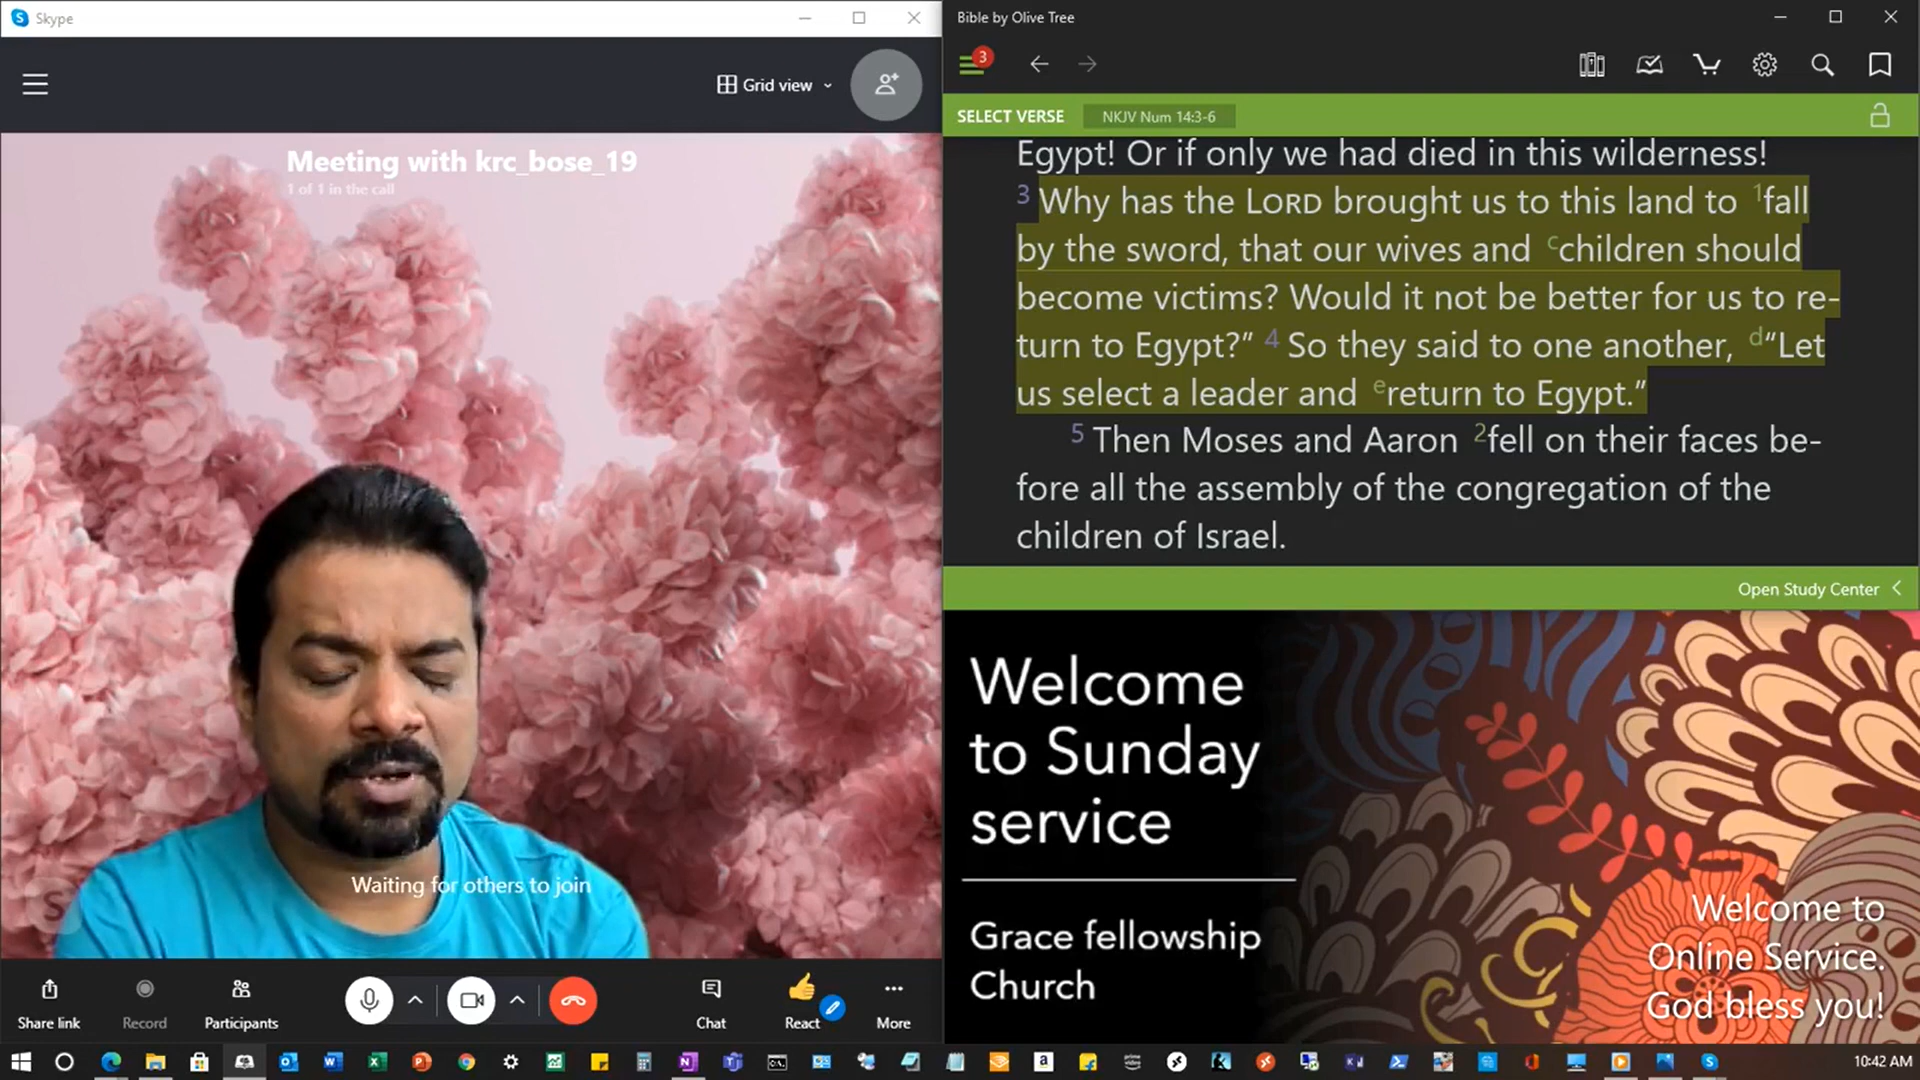 Skype
Grid view
Meeting with krc_bose_19
1 of 1 in the call
Waiting for others to join
Share link
Record
Participants
Chat
React
More
Bible by Olive Tree
3
SELECT VERSE
NKJV Num 14:3-6
Egypt! Or if only we had died in this wilderness!
3 Why has the LORD brought us to this land to 1fall
by the sword, that our wives and cchildren should
become victims? Would it not be better for us to re-
turn to Egypt?” 4 So they said to one another, d“Let
us select a leader and ereturn to Egypt.”
5 Then Moses and Aaron 2fell on their faces be-
fore all the assembly of the congregation of the
children of Israel.
Open Study Center
Welcome
to Sunday
service
Grace fellowship
Church
Welcome to
Online Service.
God bless you!
10:42 AM